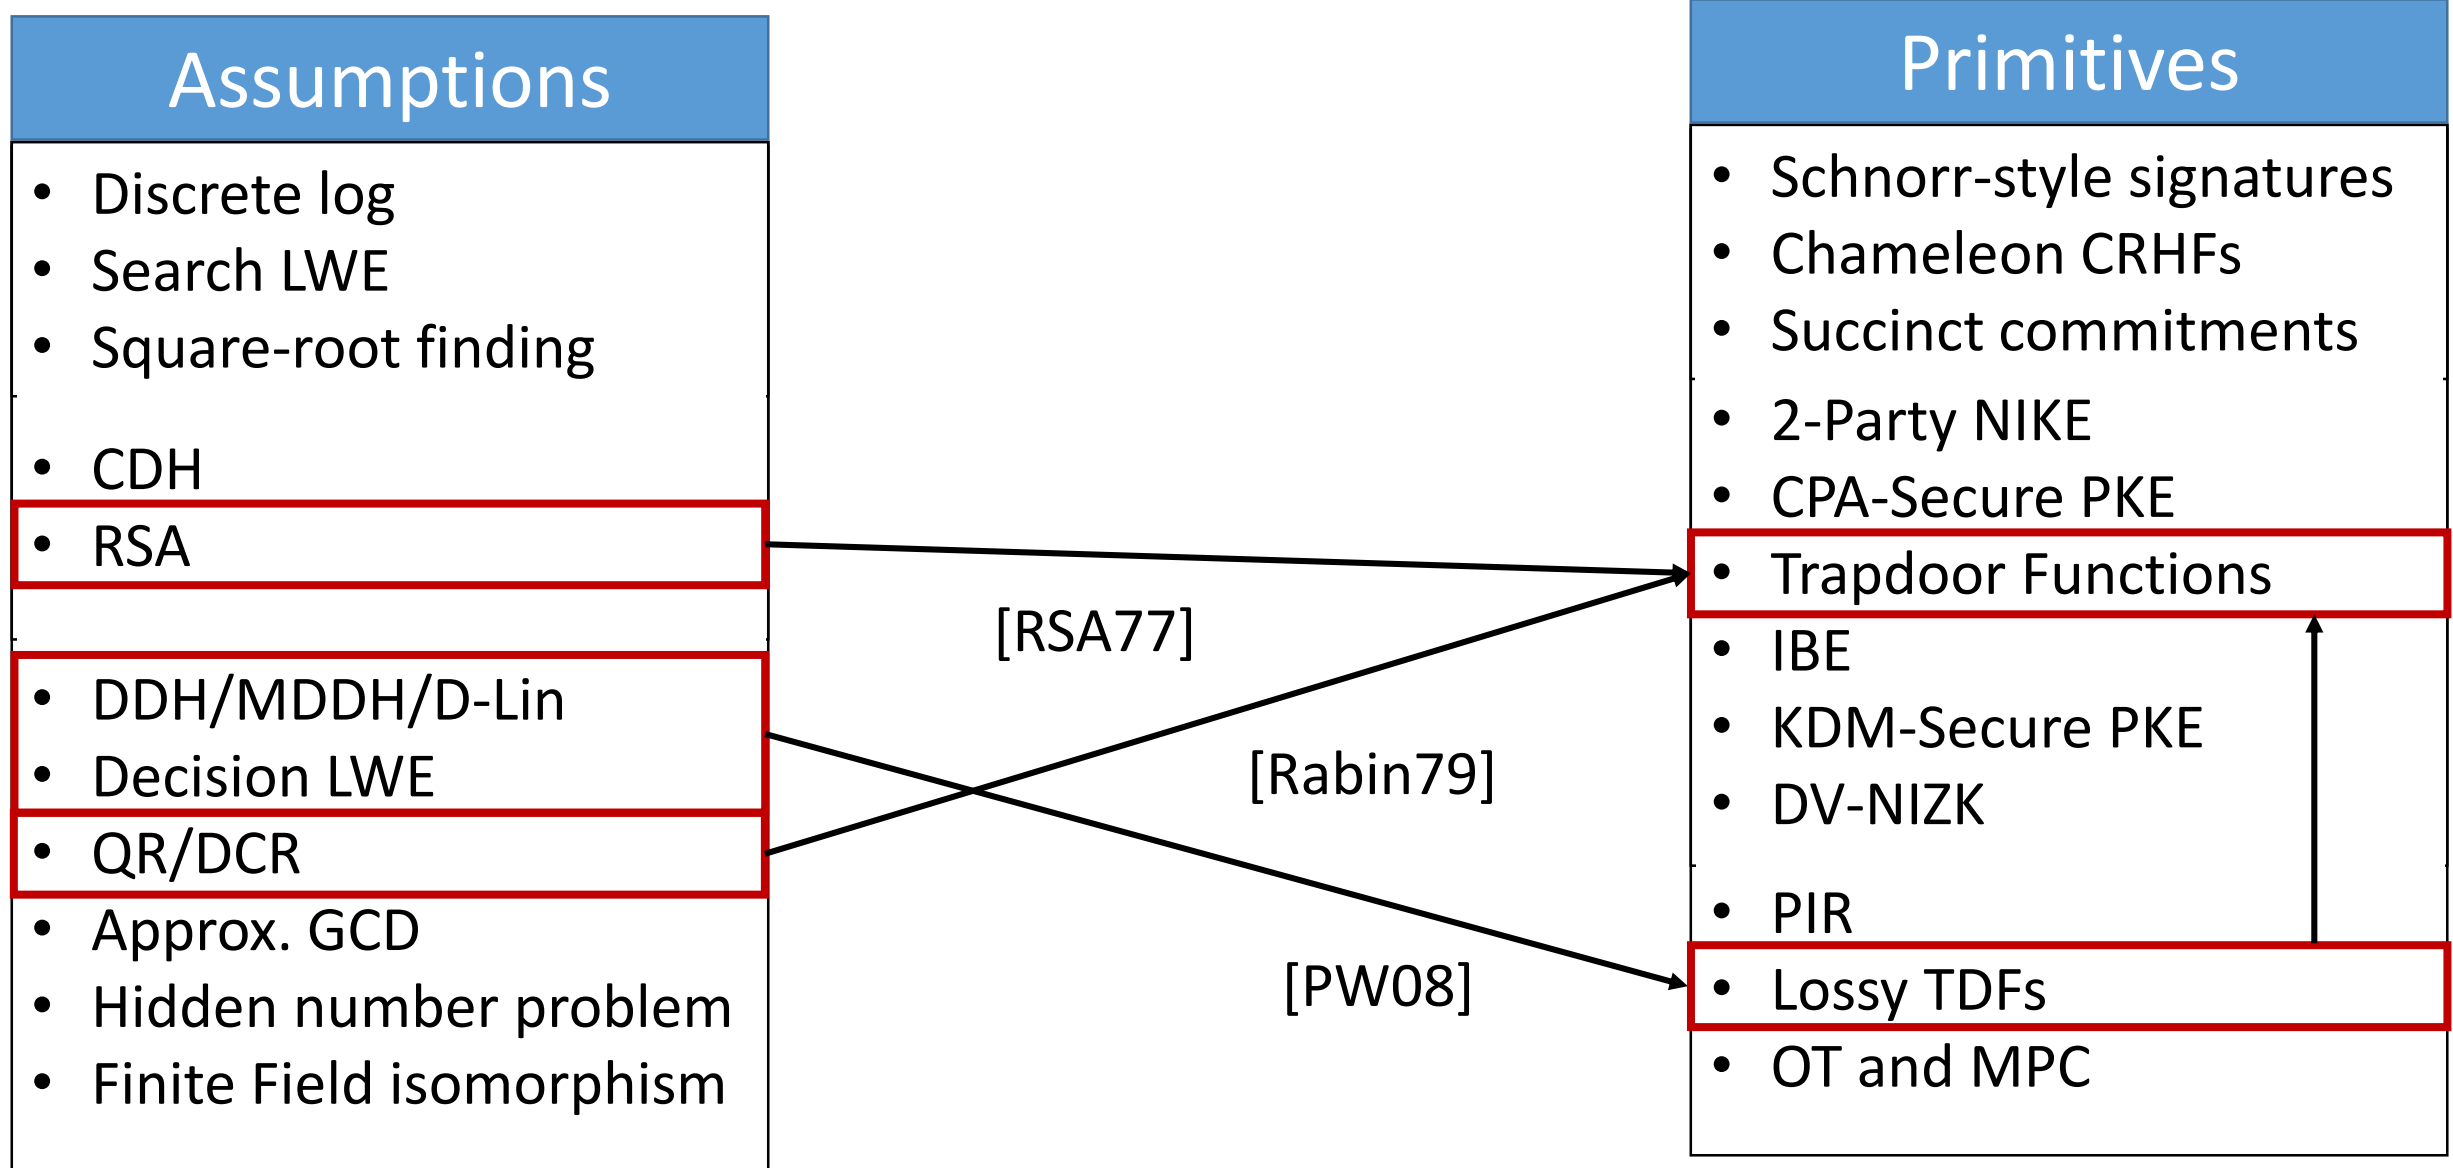 Assumptions
• Discrete log
• Search LWE
• Square-root finding
• CDH
• RSA
• DDH/MDDH/D-Lin
• Decision LWE
• QR/DCR
• Approx. GCD
• Hidden number problem
• Finite Field isomorphism
[RSA77]
[Rabin79]
[PW08]
Primitives
• Schnorr-style signatures
• Chameleon CRHFs
• Succinct commitments
• 2-Party NIKE
• CPA-Secure PKE
• Trapdoor Functions
• IBE
• KDM-Secure PKE
• DV-NIZK
• PIR
• Lossy TDFs
• OT and MPC